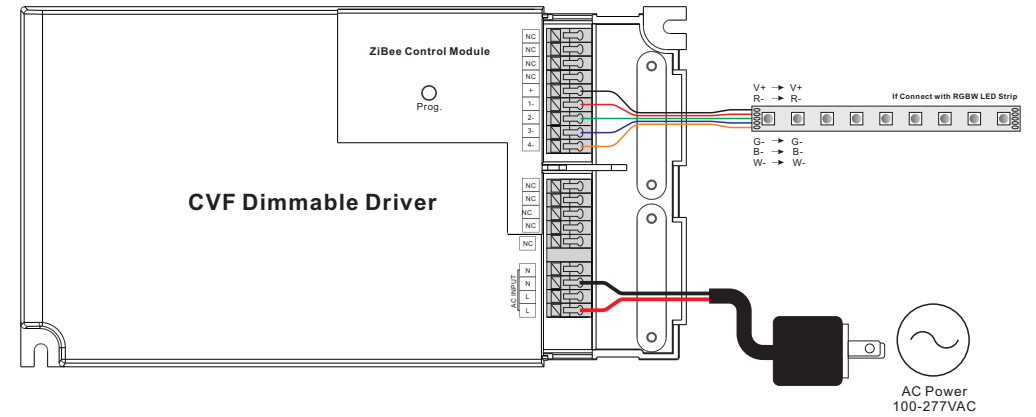 ZiBee Control Module
Prog.
CVF Dimmable Driver
NC
NC
NC
NC
+
1-
2-
3-
4-
NC
NC
NC
NC
NC
AC INPUT
N
N
L
L
V+ → V+
R- → R-
If Connect with RGBW LED Strip
G- → G-
B- → B-
W- → W-
AC Power
100-277VAC